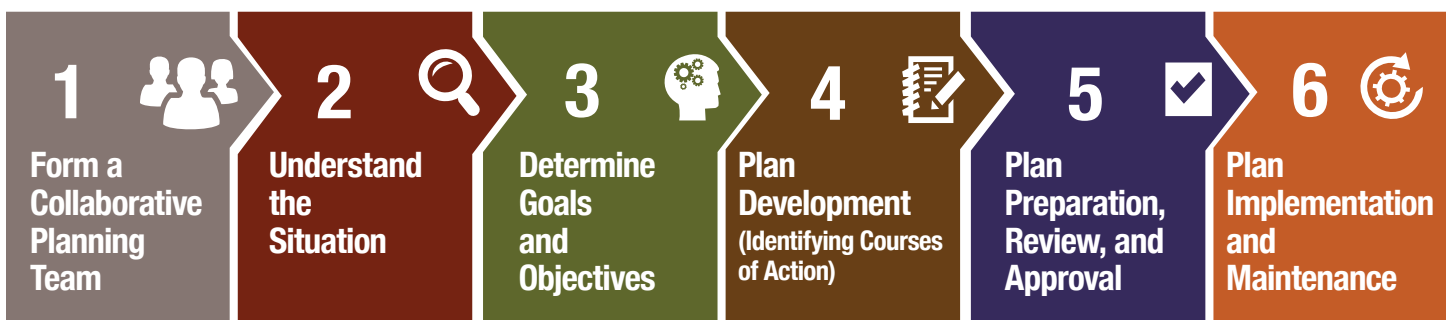 1
Form a
Collaborative
Planning
Team
2
Understand
the
Situation
3
Determine
Goals
and
Objectives
4
Plan
Development
(Identifying Courses
of Action)
5
Plan
Preparation,
Review, and
Approval
6
Plan
Implementation
and
Maintenance